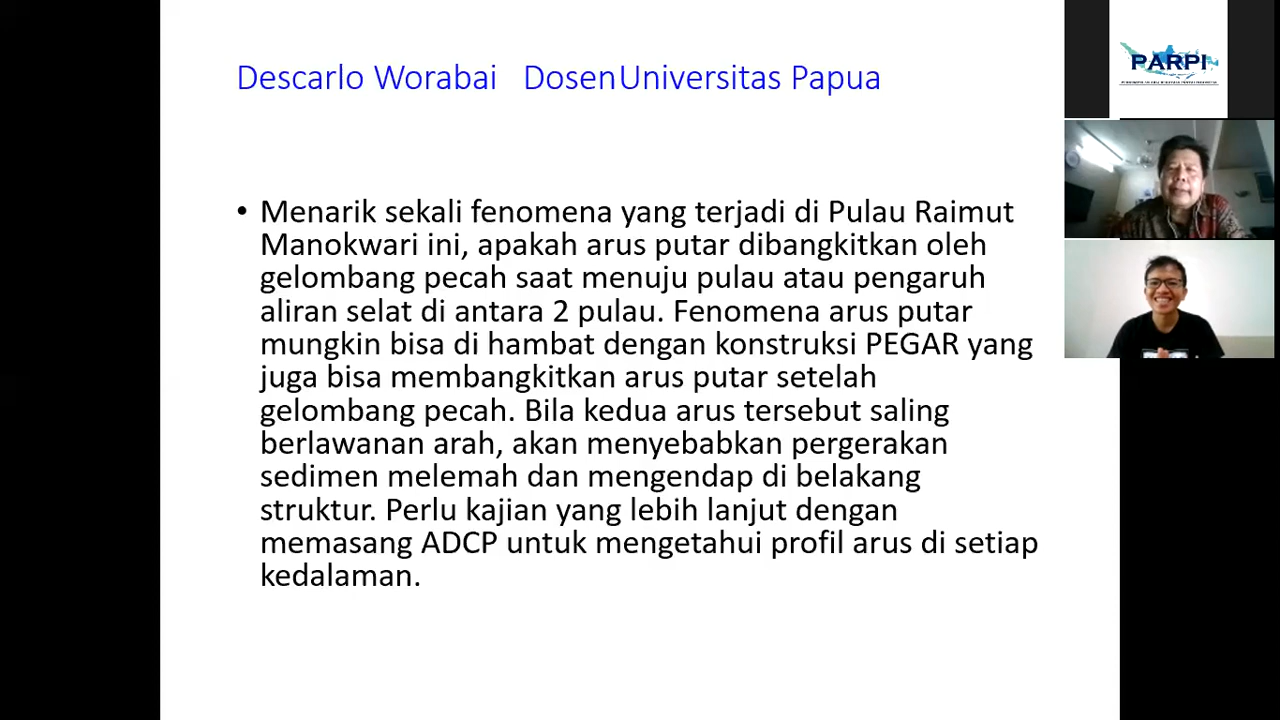 Descarlo Worabai DosenUniversitas Papua
• Menarik sekali fenomena yang terjadi di Pulau Raimut
Manokwari ini, apakah arus putar dibangkitkan oleh
gelombang pecah saat menuju pulau atau pengaruh
aliran selat di antara 2 pulau. Fenomena arus putar
mungkin bisa di hambat dengan konstruksi PEGAR yang
juga bisa membangkitkan arus putar setelah
gelombang pecah. Bila kedua arus tersebut saling
berlawanan arah, akan menyebabkan pergerakan
sedimen melemah dan mengendap di belakang
struktur. Perlu kajian yang lebih lanjut dengan
memasang ADCP untuk mengetahui profil arus di setiap
kedalaman.
PARPI